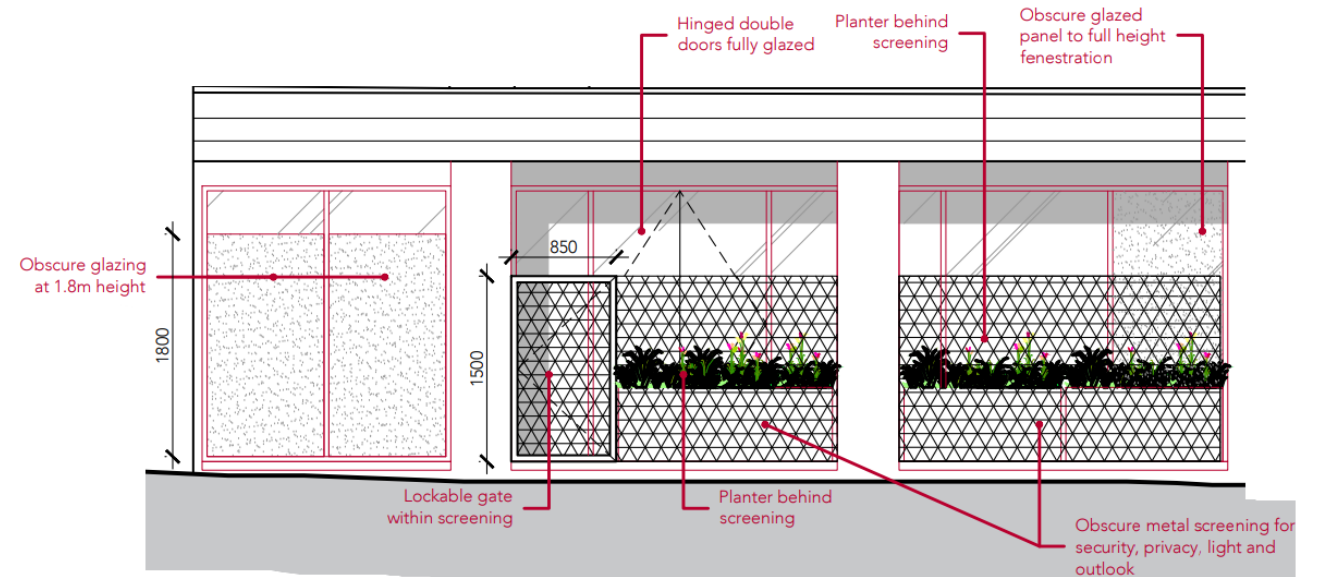 Hinged double
doors fully glazed
Planter behind
screening
Obscure glazed
panel to full height
fenestration
Obscure glazing
at 1.8m height
1800
850
1500
Lockable gate
within screening
Planter behind
screening
Obscure metal screening for
security, privacy, light and
outlook